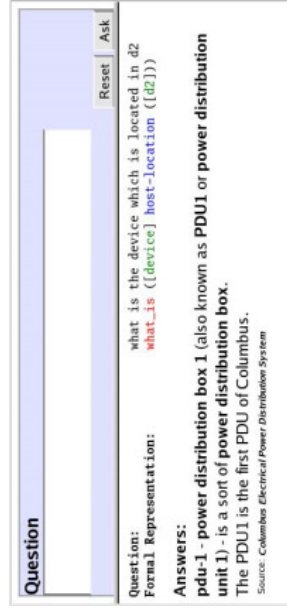 Question
Reset Ask
Question: what is the device which is located in d2
Formal Representation: what_is ([device] host-location ([d2]))
Answers:
pdu-1 - power distribution box 1 (also known as PDU1 or power distribution
unit 1) - is a sort of power distribution box.
The PDU1 is the first PDU of Columbus.
Source: Columbus Electrical Power Distribution System